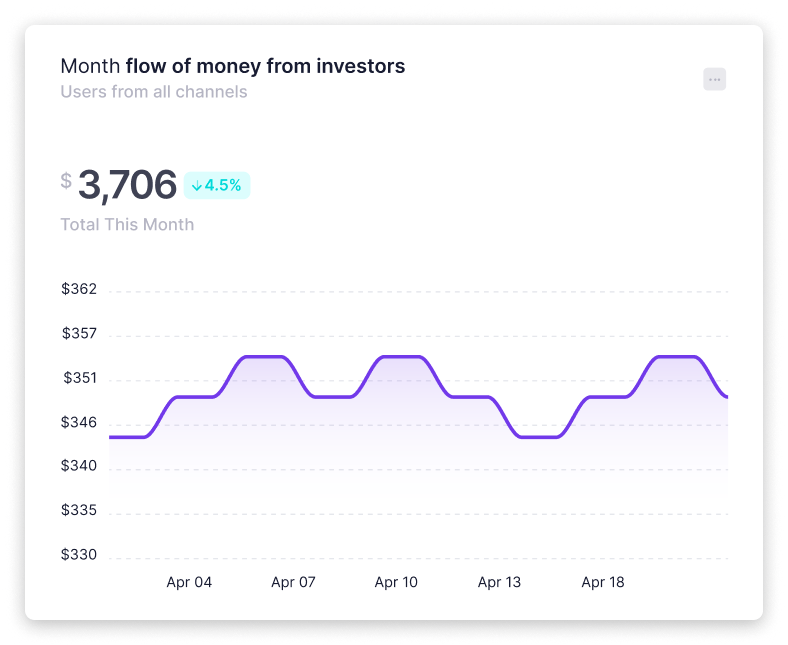 Month flow of money from investors
Users from all channels
$ 3,706 ↓4.5%
Total This Month
$362
$357
$351
$346
$340
$335
$330
Apr 04 Apr 07 Apr 10 Apr 13 Apr 18